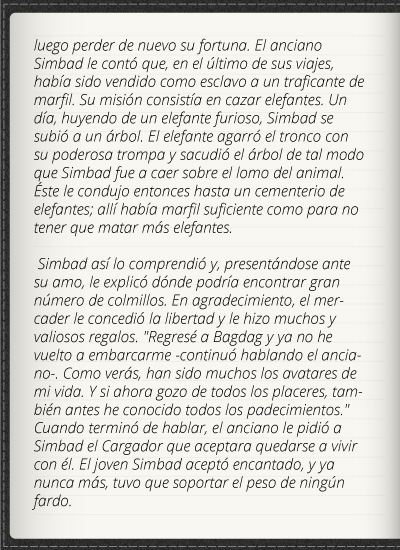 luego perder de nuevo su fortuna. El anciano
Simbad le contó que, en el último de sus viajes,
había sido vendido como esclavo a un traficante de
marfil. Su misión consistía en cazar elefantes. Un
día, huyendo de un elefante furioso, Simbad se
subió a un árbol. El elefante agarró el tronco con
su poderosa trompa y sacudió el árbol de tal modo
que Simbad fue a caer sobre el lomo del animal.
Éste le condujo entonces hasta un cementerio de
elefantes; allí había marfil suficiente como para no
tener que matar más elefantes.

Simbad así lo comprendió y, presentándose ante
su amo, le explicó dónde podría encontrar gran
número de colmillos. En agradecimiento, el mer-
cader le concedió la libertad y le hizo muchos y
valiosos regalos. "Regresé a Bagdag y ya no he
vuelto a embarcarme -continuó hablando el ancia-
no-. Como verás, han sido muchos los avatares de
mi vida. Y si ahora gozo de todos los placeres, tam-
bién antes he conocido todos los padecimientos."
Cuando terminó de hablar, el anciano le pidió a
Simbad el Cargador que aceptara quedarse a vivir
con él. El joven Simbad aceptó encantado, y ya
nunca más, tuvo que soportar el peso de ningún
fardo.